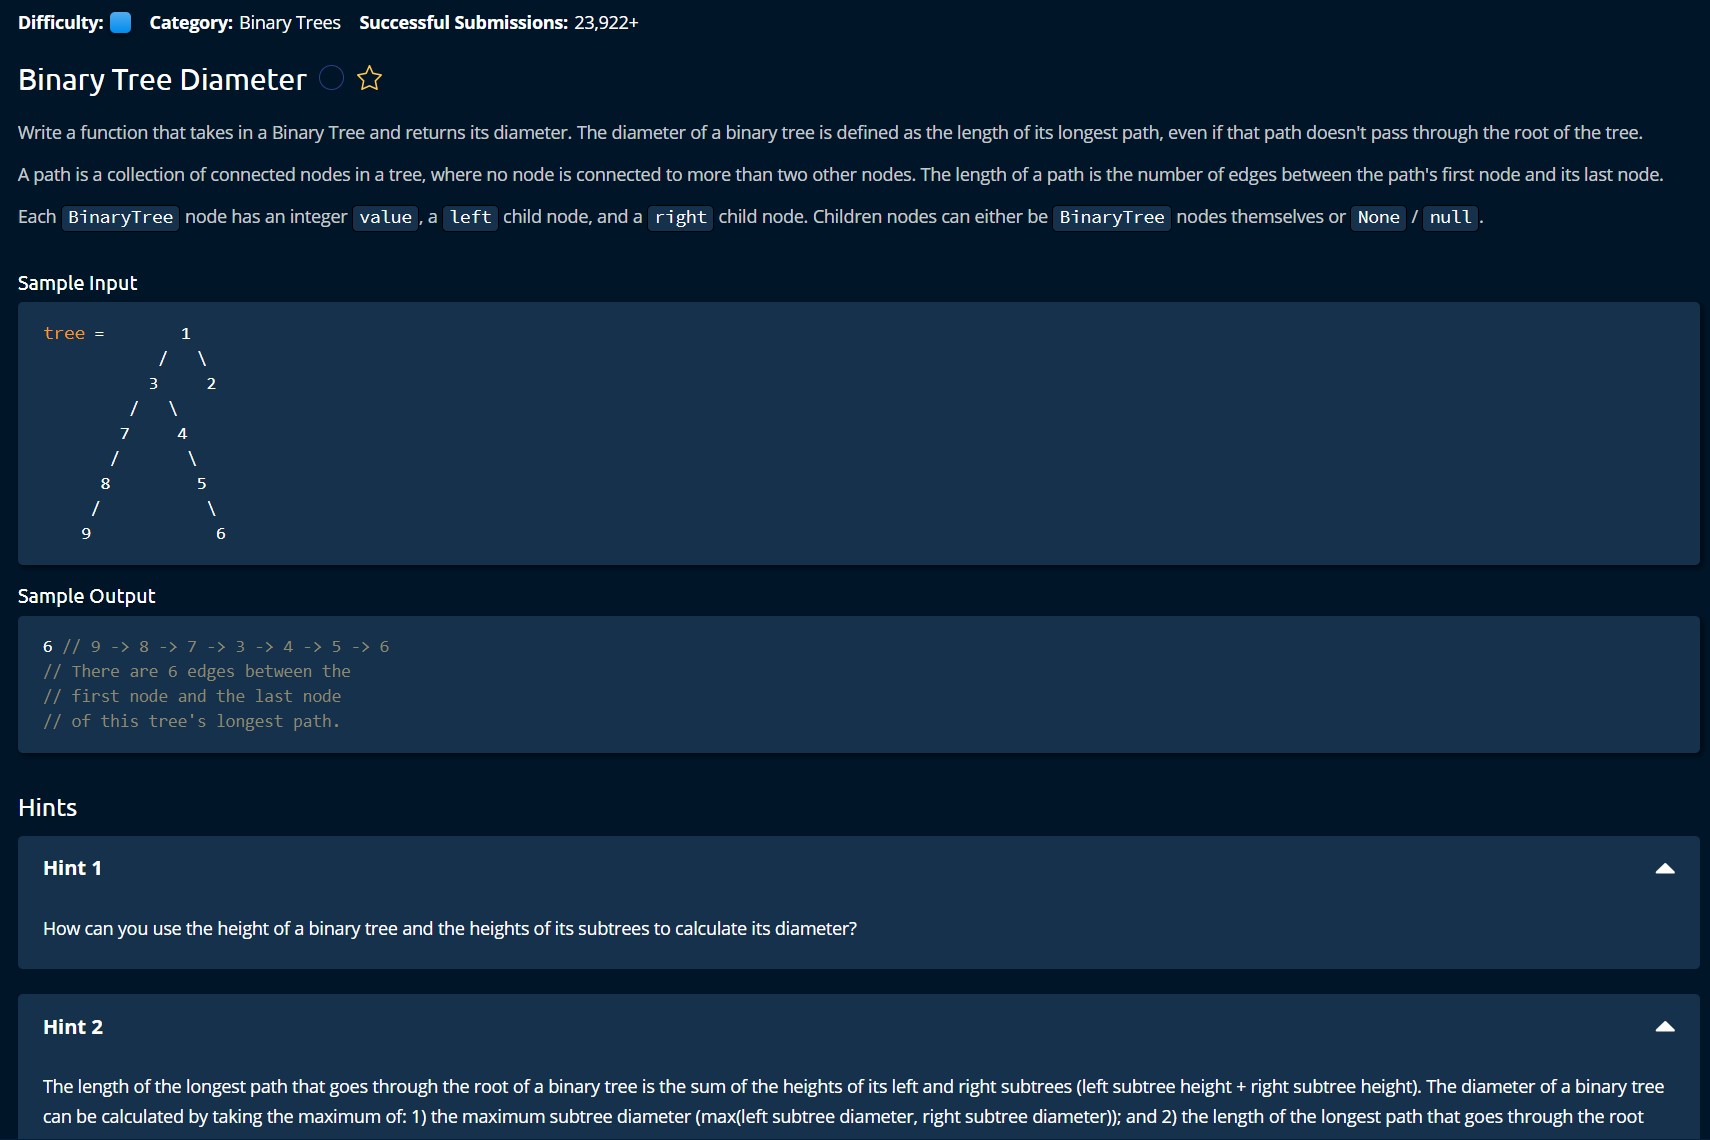 Difficulty: Category: Binary Trees Successful Submissions: 23,922+
Binary Tree Diameter
Write a function that takes in a Binary Tree and returns its diameter. The diameter of a binary tree is defined as the length of its longest path, even if that path doesn't pass through the root of the tree.
A path is a collection of connected nodes in a tree, where no node is connected to more than two other nodes. The length of a path is the number of edges between the path's first node and its last node.
Each BinaryTree node has an integer value , a left child node, and a right child node. Children nodes can either be BinaryTree nodes themselves or None / null .
Sample Input
tree =        1
            /   \
           3     2
         /   \
        7     4
       /       \
      8         5
     /           \
    9             6
Sample Output
6 // 9 -> 8 -> 7 -> 3 -> 4 -> 5 -> 6
// There are 6 edges between the
// first node and the last node
// of this tree's longest path.
Hints
Hint 1
How can you use the height of a binary tree and the heights of its subtrees to calculate its diameter?
Hint 2
The length of the longest path that goes through the root of a binary tree is the sum of the heights of its left and right subtrees (left subtree height + right subtree height). The diameter of a binary tree
can be calculated by taking the maximum of: 1) the maximum subtree diameter (max(left subtree diameter, right subtree diameter)); and 2) the length of the longest path that goes through the root